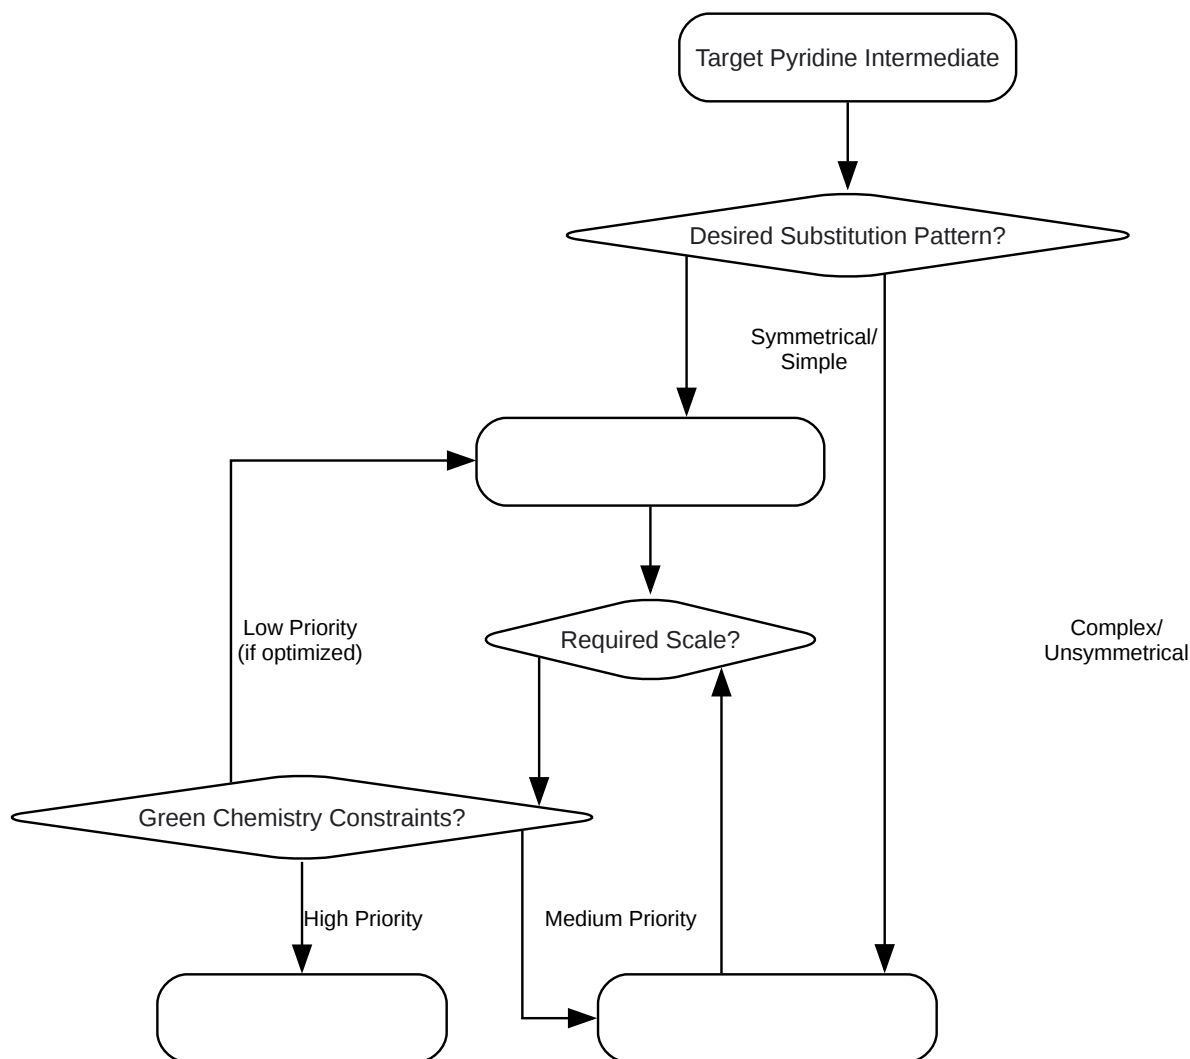 Target Pyridine Intermediate
Desired Substitution Pattern?
Symmetrical/
Simple
Low Priority
(if optimized)
Required Scale?
Complex/
Unsymmetrical
Green Chemistry Constraints?
High Priority
Medium Priority